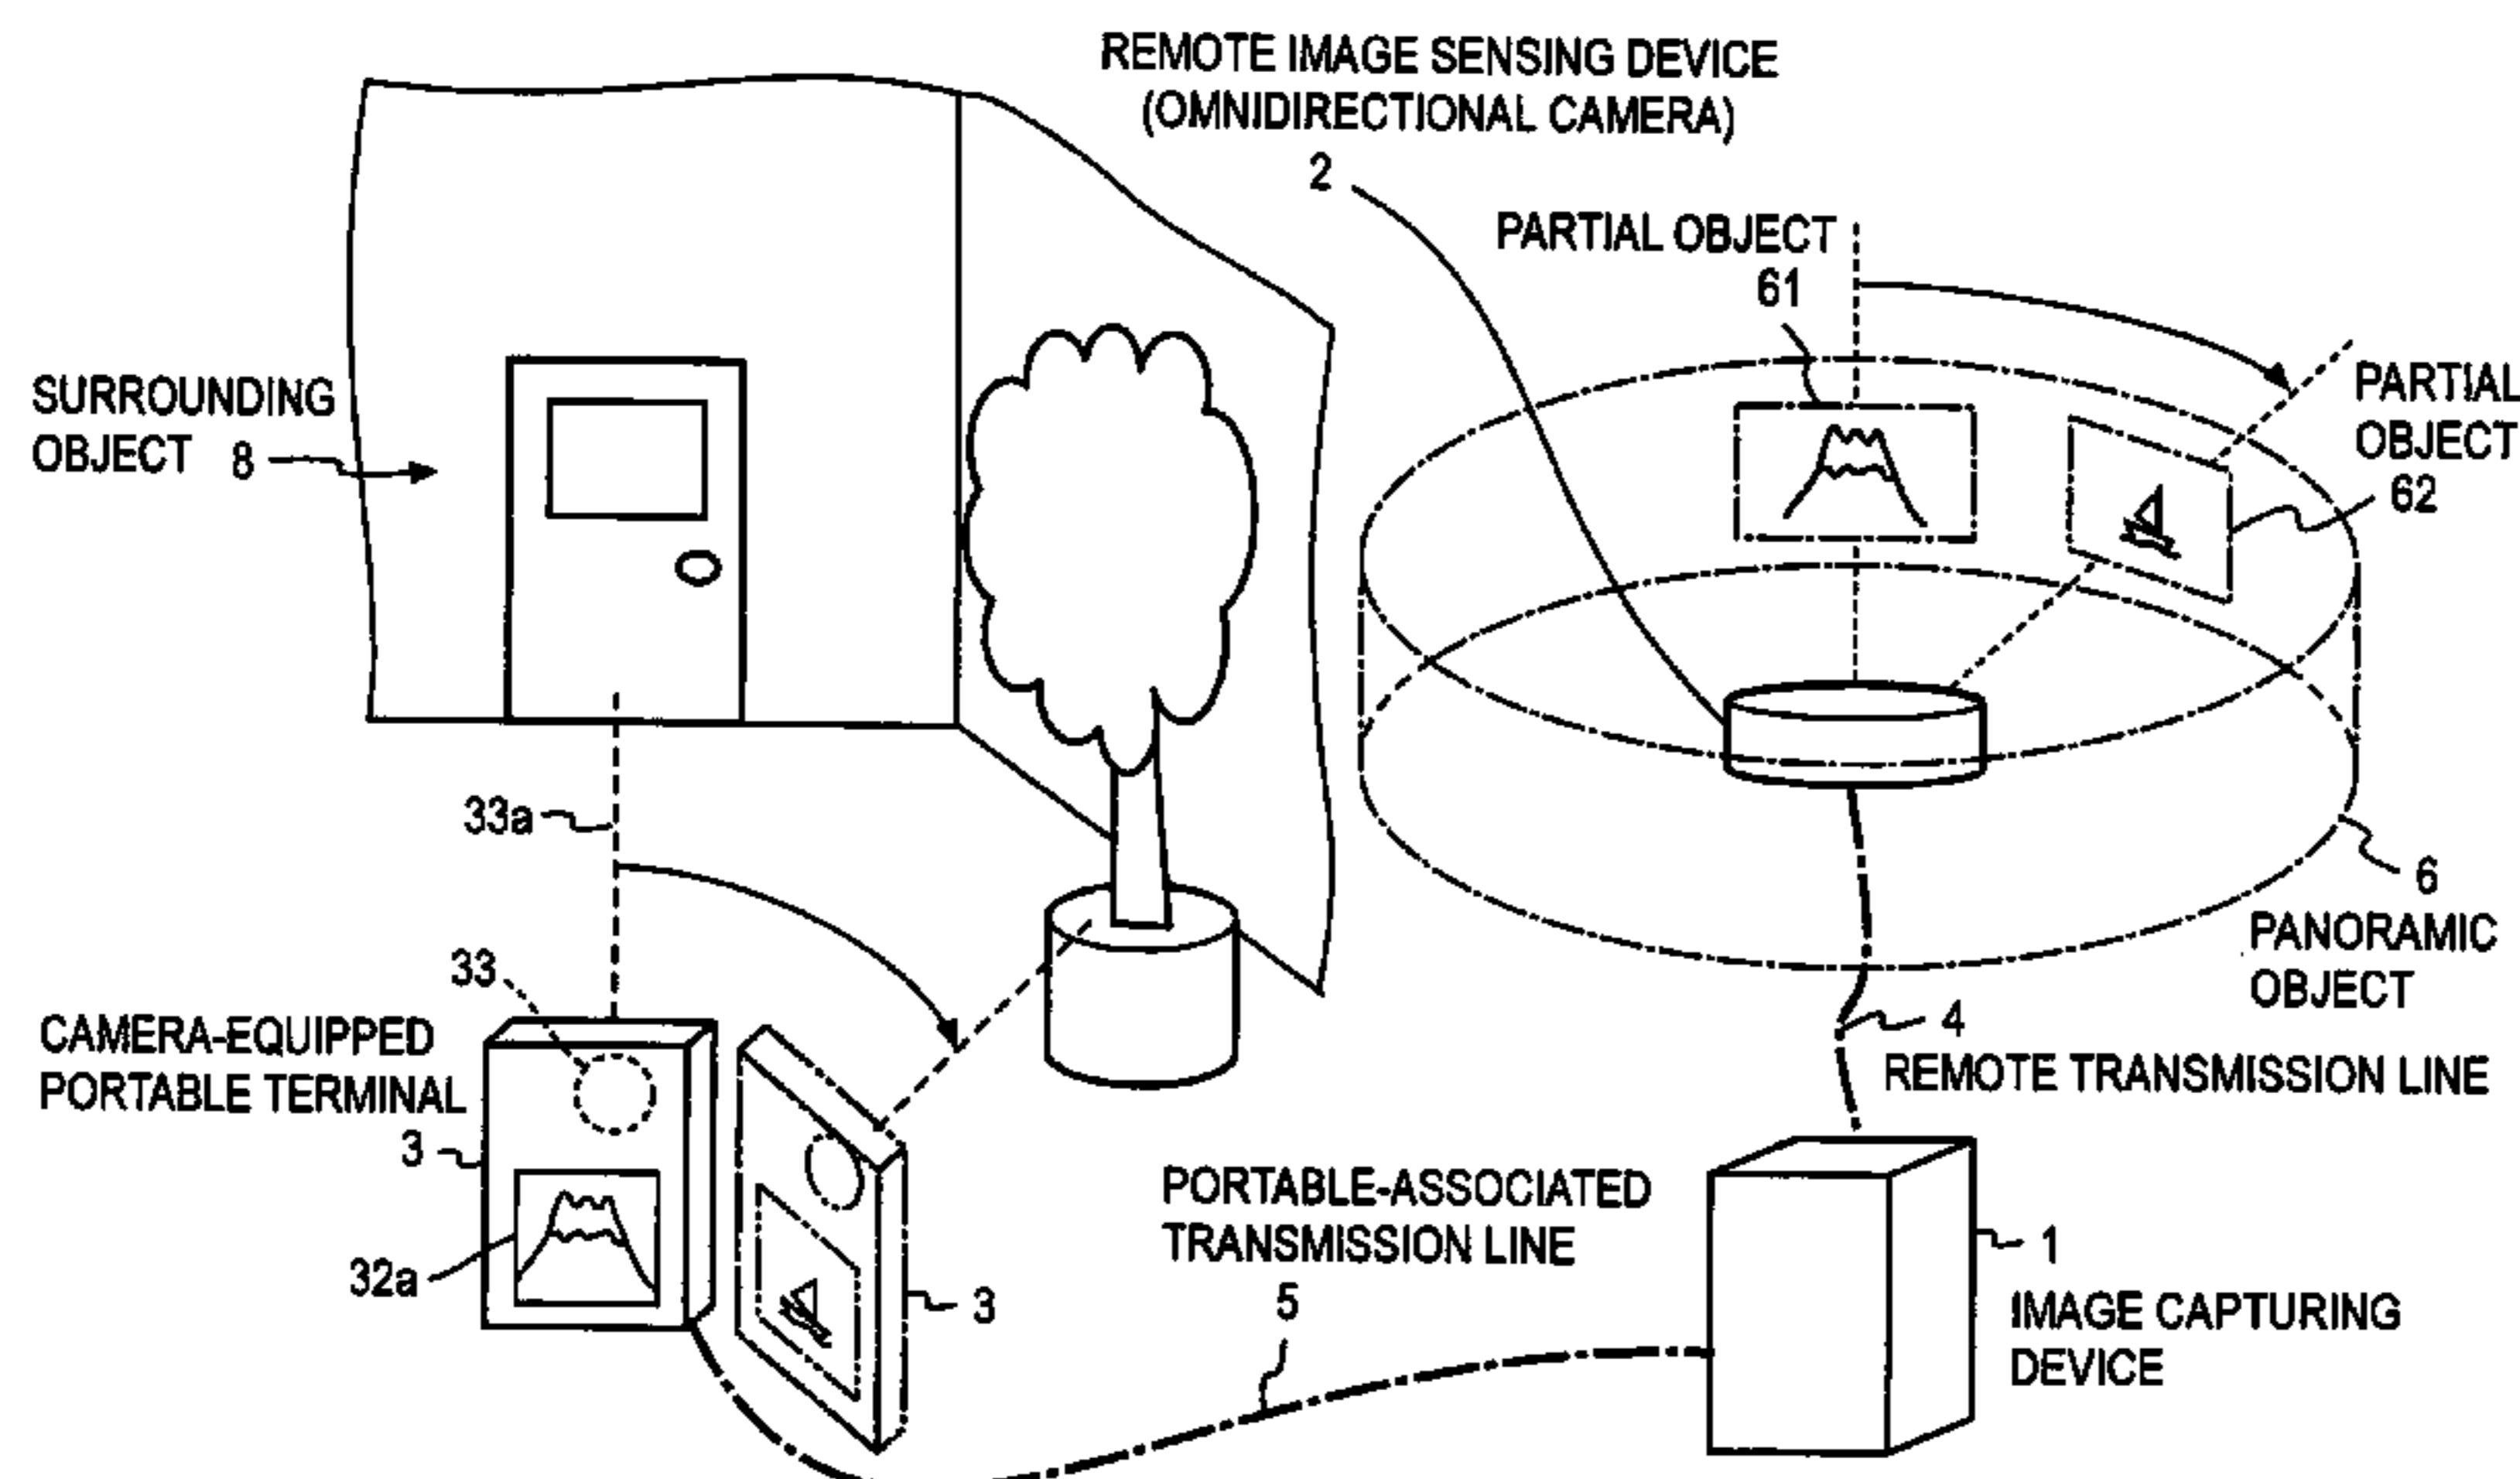 REMOTE IMAGE SENSING DEVICE
(OMNIDIRECTIONAL CAMERA)
2
PARTIAL OBJECT
61
SURROUNDING
OBJECT 8
PARTIAL
OBJECT
62
33a
6
PANORAMIC
OBJECT
33
CAMERA-EQUIPPED
PORTABLE TERMINAL
3
4
REMOTE TRANSMISSION LINE
32a
3
PORTABLE-ASSOCIATED
TRANSMISSION LINE
5
1
IMAGE CAPTURING
DEVICE